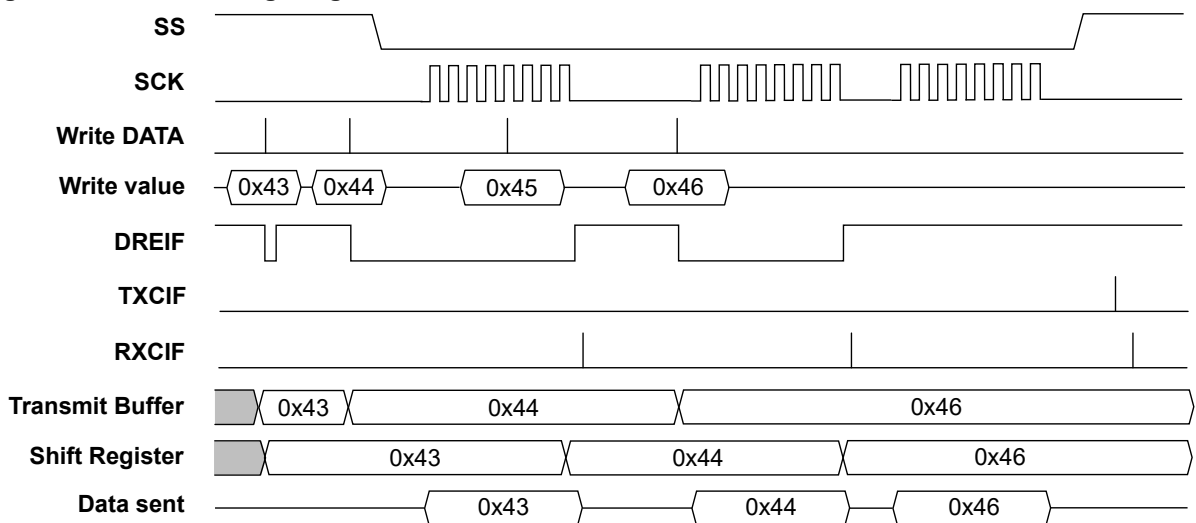 SS
SCK
Write DATA
Write value 0x43 0x44 0x45 0x46
DREIF
TXCIF
RXCIF
Transmit Buffer 0x43 0x44 0x46
Shift Register 0x43 0x44 0x46
Data sent 0x43 0x44 0x46